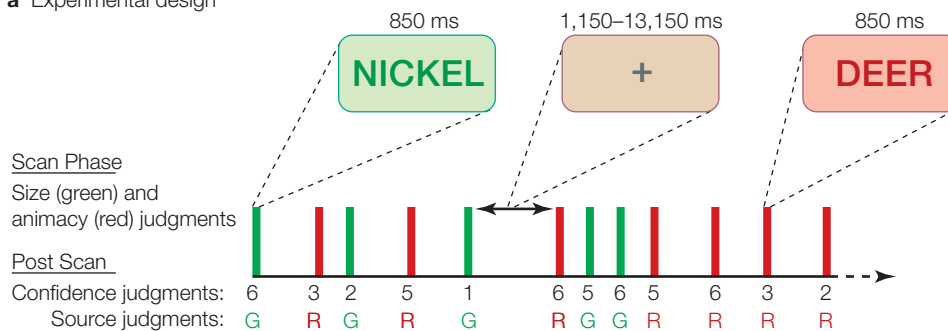 a Experimental design
850 ms 1,150–13,150 ms 850 ms
NICKEL + DEER
Scan Phase
Size (green) and
animacy (red) judgments
Post Scan
Confidence judgments: 6 3 2 5 1 6 5 6 5 6 3 2
Source judgments: G R G R G R G G R R R R